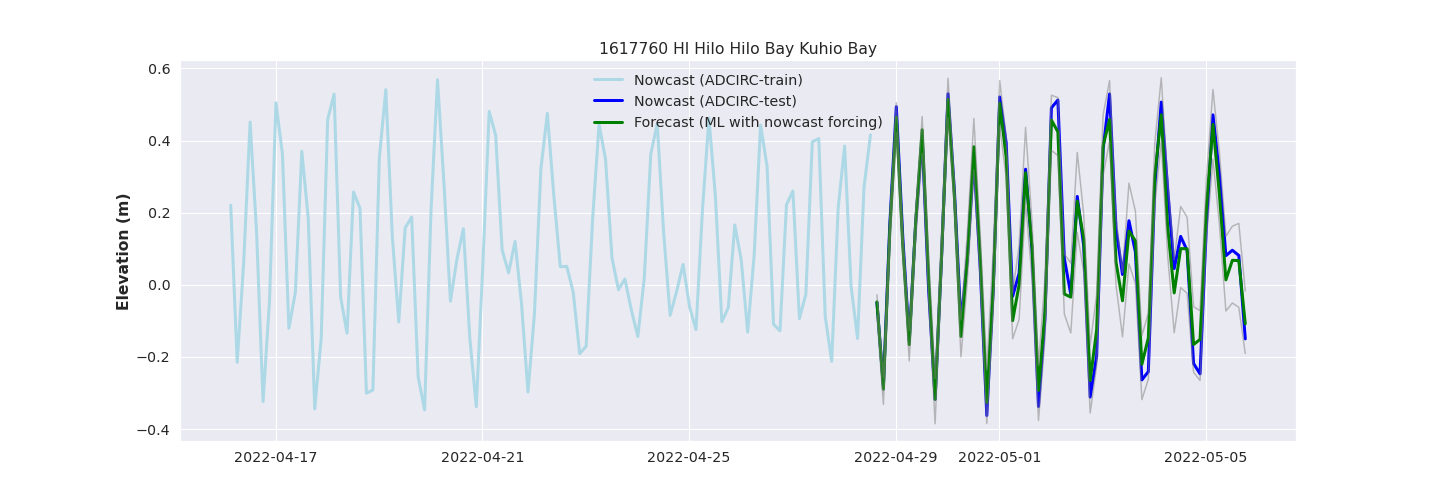 1617760 HI Hilo Hilo Bay Kuhio Bay
Nowcast (ADCIRC-train)
Nowcast (ADCIRC-test)
Forecast (ML with nowcast forcing)
Elevation (m)
0.6
0.4
0.2
0.0
−0.2
−0.4
2022-04-17 2022-04-21 2022-04-25 2022-04-29 2022-05-01 2022-05-05